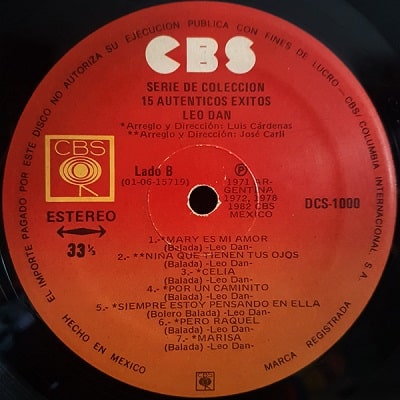 EL IMPORTE PAGADO POR ESTE DISCO NO AUTORIZA SU EJECUCION PUBLICA CON FINES DE LUCRO-CBS/COLUMBIA INTERNACIONAL, S.A.
CBS
SERIE DE COLECCION
15 AUTENTICOS EXITOS
LEO DAN
*Arreglo y Dirección: Luis Cárdenas
**Arreglo y Dirección: José Carli
CBS
Lado B
(01-06-15719)
ESTEREO
33⅓
Ⓟ
1971 AR-
GENTINA
1972, 1978
1982 CBS
MEXICO
DCS-1000
1.-*MARY ES MI AMOR
(Balada) -Leo Dan-
2.-**NIÑA QUE TIENEN TUS OJOS
(Balada) -Leo Dan-
3.-*CELIA
(Balada) -Leo Dan-
4.-*POR UN CAMINITO
(Balada) -Leo Dan-
5.-*SIEMPRE ESTOY PENSANDO EN ELLA
(Bolero Balada) -Leo Dan-
6.-*PERO RAQUEL
(Balada) -Leo Dan-
7.-*MARISA
(Balada) -Leo Dan-
HECHO EN MEXICO
MARCA REGISTRADA